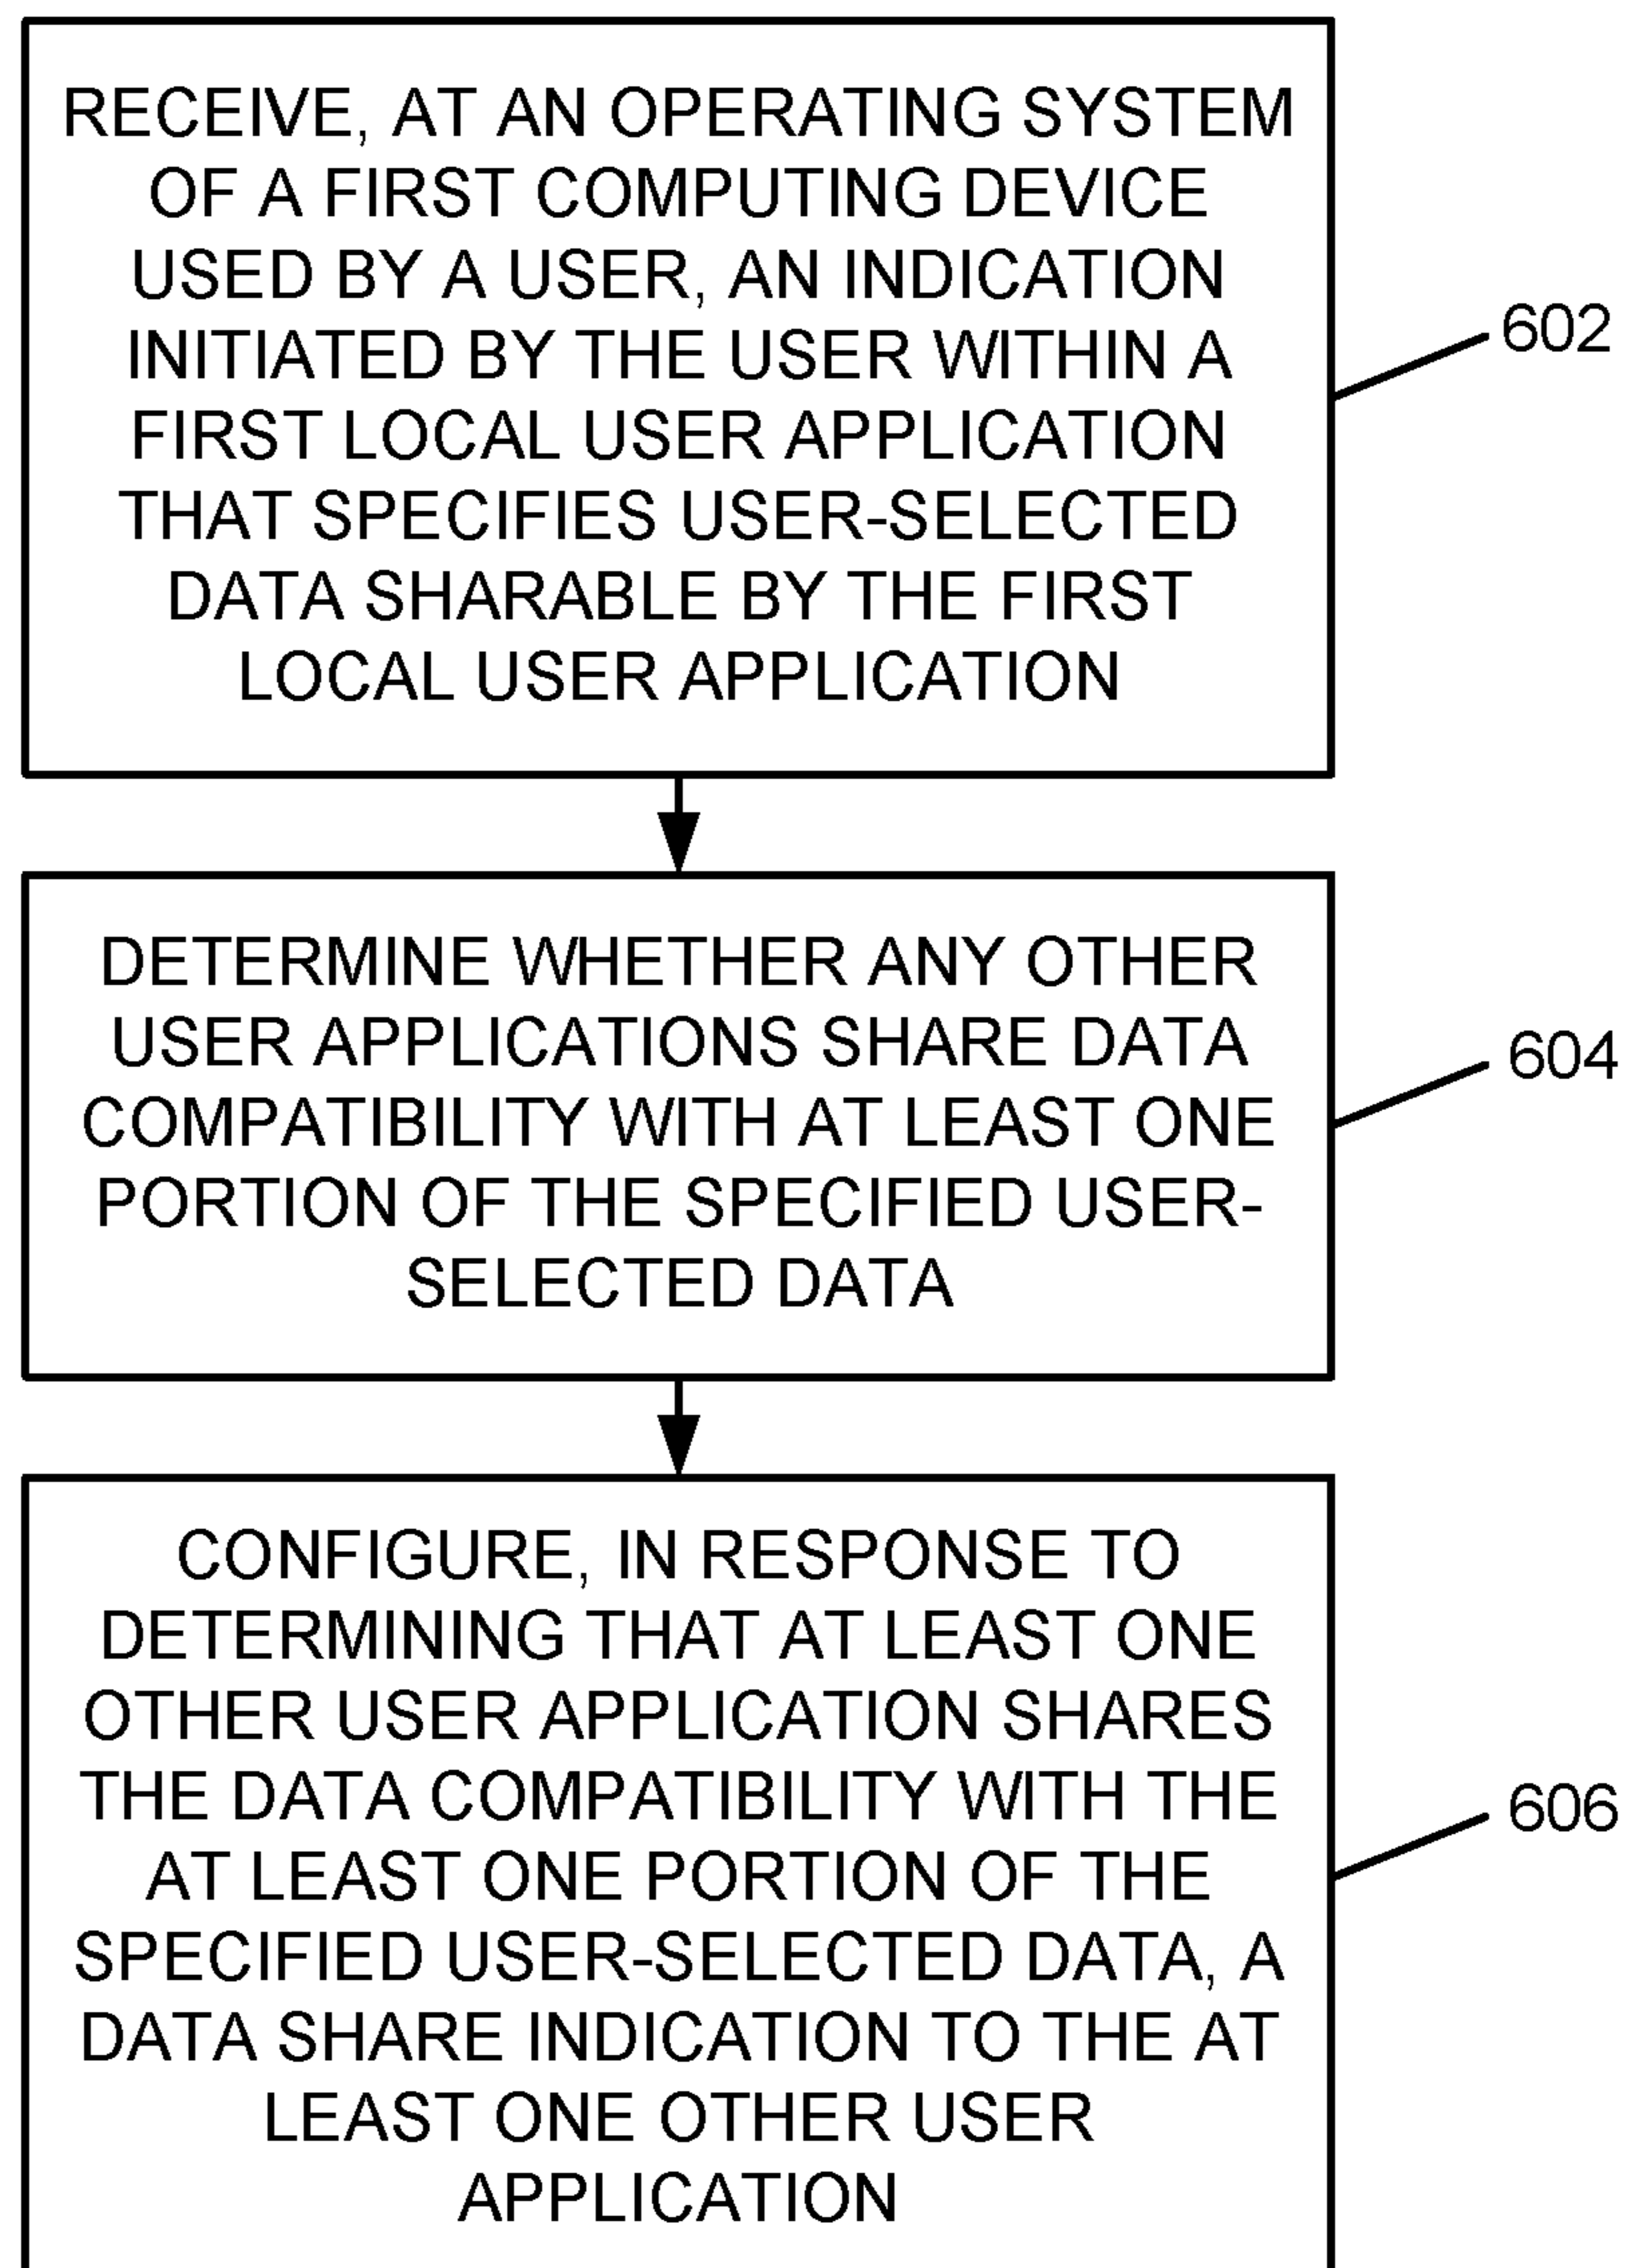 RECEIVE, AT AN OPERATING SYSTEM
OF A FIRST COMPUTING DEVICE
USED BY A USER, AN INDICATION
INITIATED BY THE USER WITHIN A
FIRST LOCAL USER APPLICATION
THAT SPECIFIES USER-SELECTED
DATA SHARABLE BY THE FIRST
LOCAL USER APPLICATION
602
DETERMINE WHETHER ANY OTHER
USER APPLICATIONS SHARE DATA
COMPATIBILITY WITH AT LEAST ONE
PORTION OF THE SPECIFIED USER-
SELECTED DATA
604
CONFIGURE, IN RESPONSE TO
DETERMINING THAT AT LEAST ONE
OTHER USER APPLICATION SHARES
THE DATA COMPATIBILITY WITH THE
AT LEAST ONE PORTION OF THE
SPECIFIED USER-SELECTED DATA, A
DATA SHARE INDICATION TO THE AT
LEAST ONE OTHER USER
APPLICATION
606